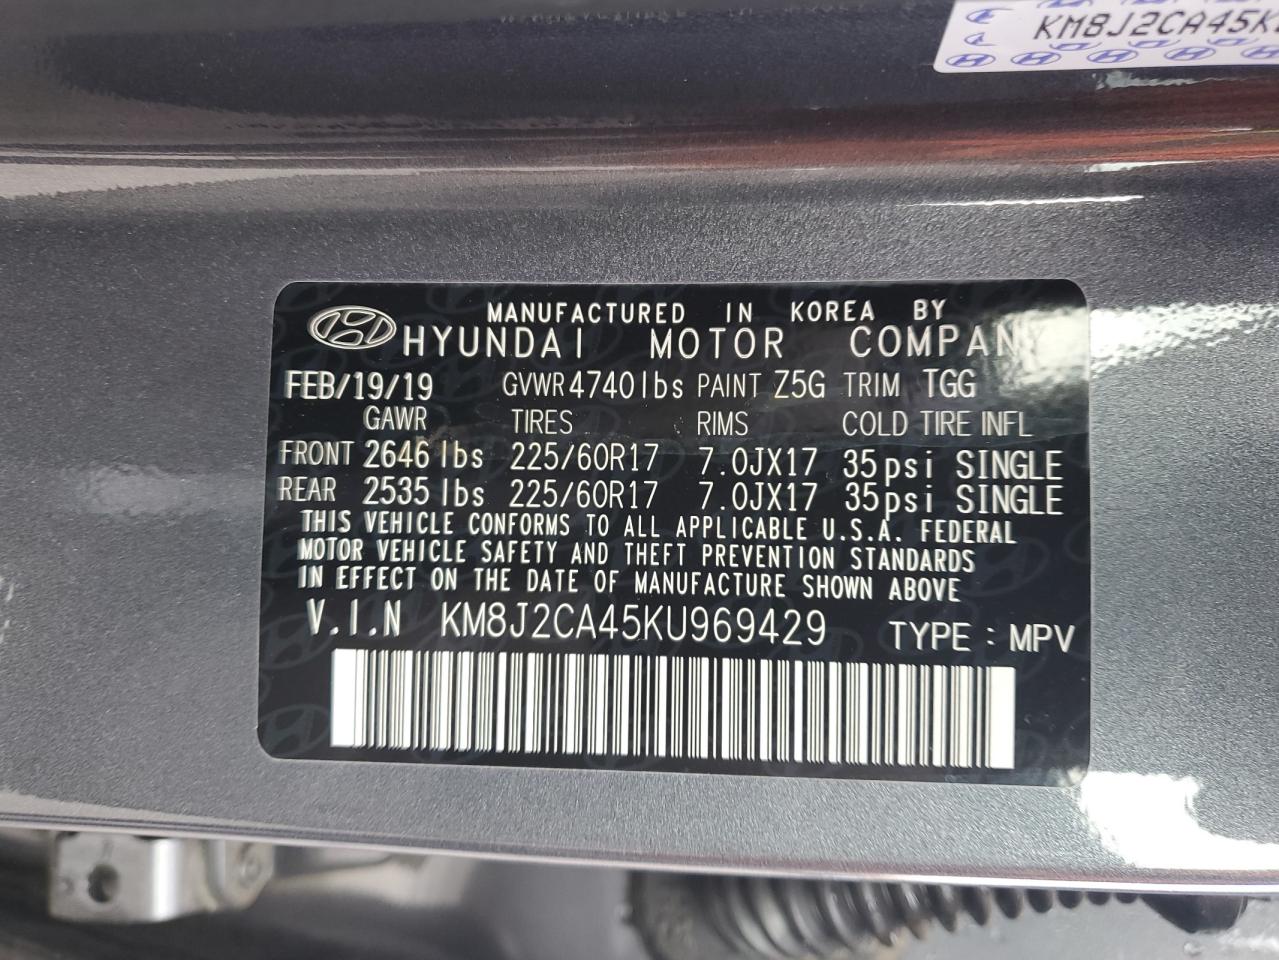 KM8J2CA45K
MANUFACTURED IN KOREA BY
HYUNDAI MOTOR COMPANY
FEB/19/19 GVWR 4740lbs PAINT Z5G TRIM TGG
GAWR TIRES RIMS COLD TIRE INFL
FRONT 2646 lbs 225/60R17 7.0JX17 35psi SINGLE
REAR 2535 lbs 225/60R17 7.0JX17 35psi SINGLE
THIS VEHICLE CONFORMS TO ALL APPLICABLE U.S.A. FEDERAL
MOTOR VEHICLE SAFETY AND THEFT PREVENTION STANDARDS
IN EFFECT ON THE DATE OF MANUFACTURE SHOWN ABOVE
V.I.N KM8J2CA45KU969429 TYPE : MPV